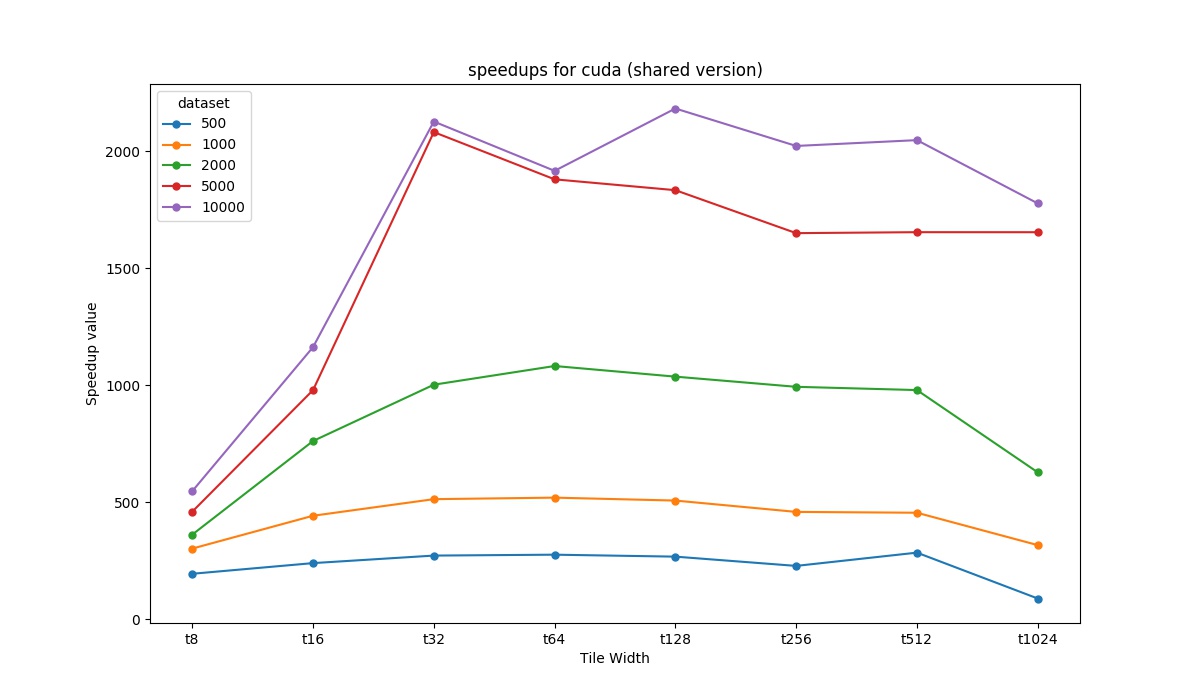 speedups for cuda (shared version)
dataset
500
1000
2000
5000
10000
Speedup value
2000
1500
1000
500
0
t8 t16 t32 t64 t128 t256 t512 t1024
Tile Width